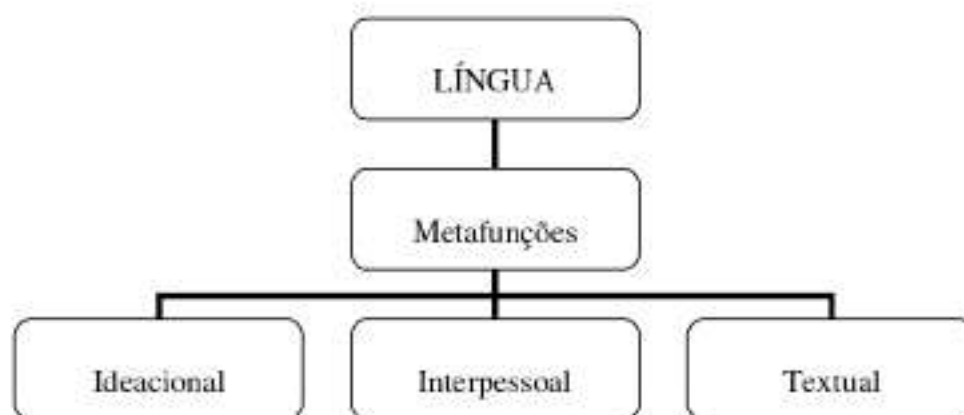 LÍNGUA
Metafunções
Ideacional
Interpessoal
Textual